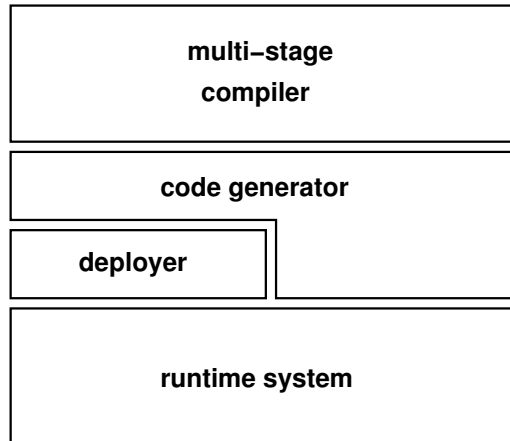 multi−stage
compiler
code generator
deployer
runtime system